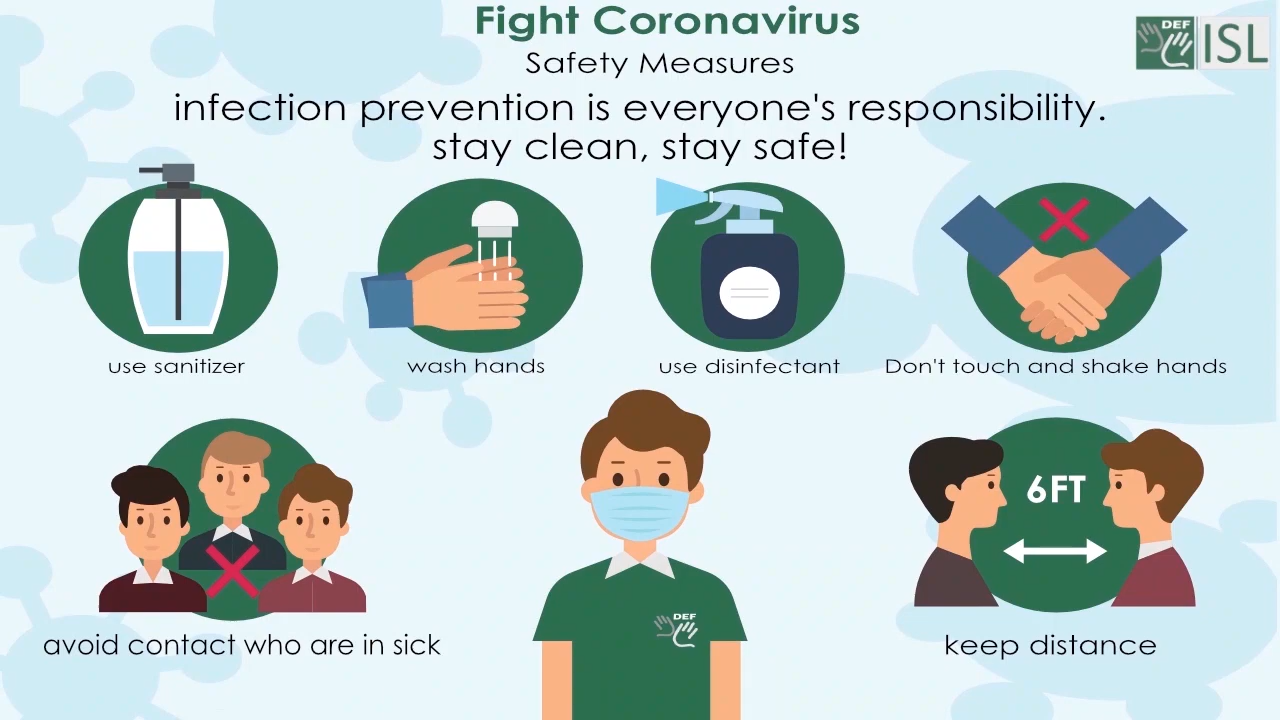 Fight Coronavirus
DEF
ISL
Safety Measures
infection prevention is everyone's responsibility.
stay clean, stay safe!
use sanitizer
wash hands
use disinfectant
Don't touch and shake hands
6FT
DEF
avoid contact who are in sick
keep distance